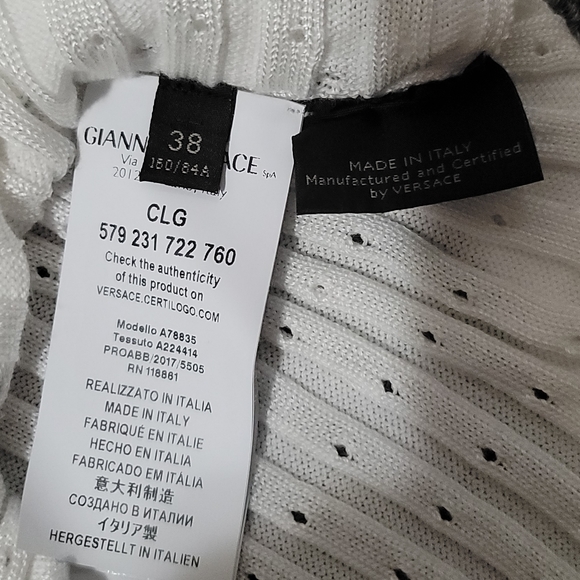 38
160/84A
GIANN ACE SpA
Via
2012 Italy
CLG
579 231 722 760
Check the authenticity
of this product on
VERSACE.CERTILOGO.COM
Modello A78835
Tessuto A224414
PROABB/2017/5505
RN 118861
REALIZZATO IN ITALIA
MADE IN ITALY
FABRIQUÉ EN ITALIE
HECHO EN ITALIA
FABRICADO EM ITÁLIA
意大利制造
СОЗДАНО В ИТАЛИИ
イタリア製
HERGESTELLT IN ITALIEN
MADE IN ITALY
Manufactured and Certified
by VERSACE